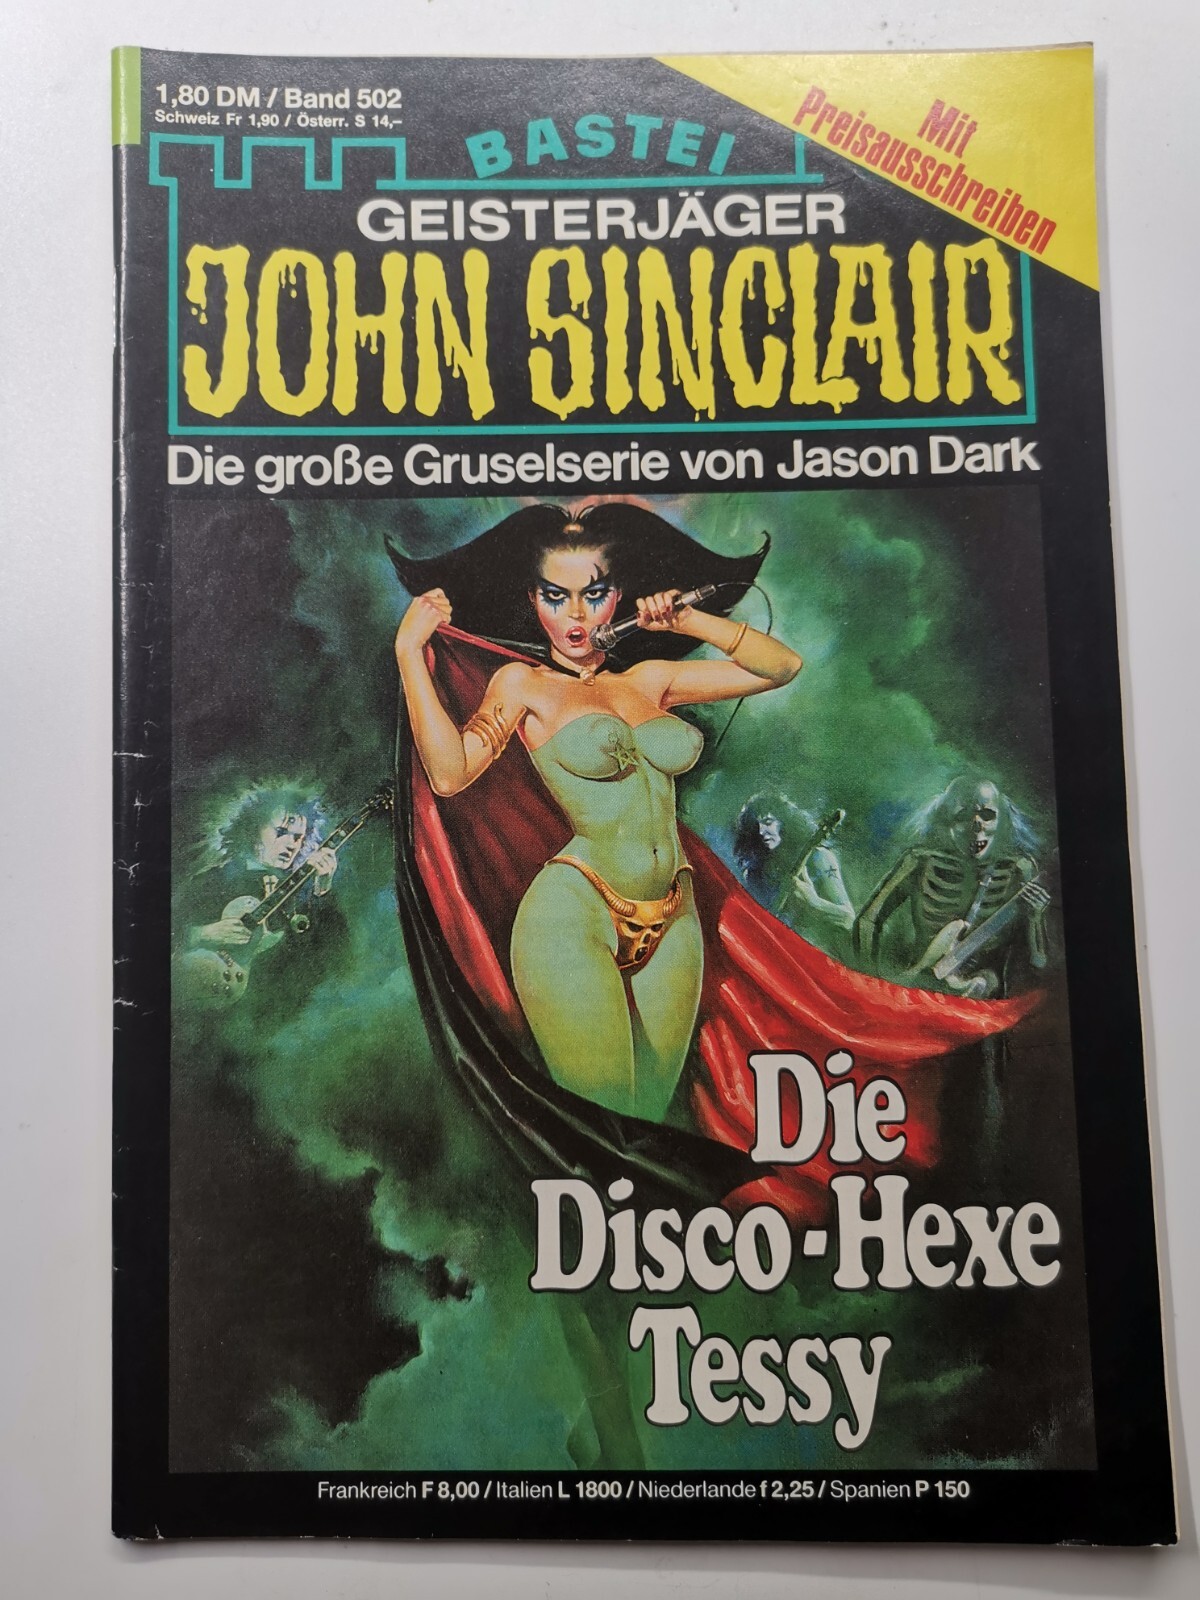 1,80 DM / Band 502
Schweiz Fr 1,90 / Österr. S 14,–
Mit
Preisausschreiben
BASTEI
GEISTERJÄGER
JOHN SINCLAIR
Die große Gruselserie von Jason Dark
Die
Disco-Hexe
Tessy
Frankreich F 8,00 / Italien L 1800 / Niederlande f 2,25 / Spanien P 150